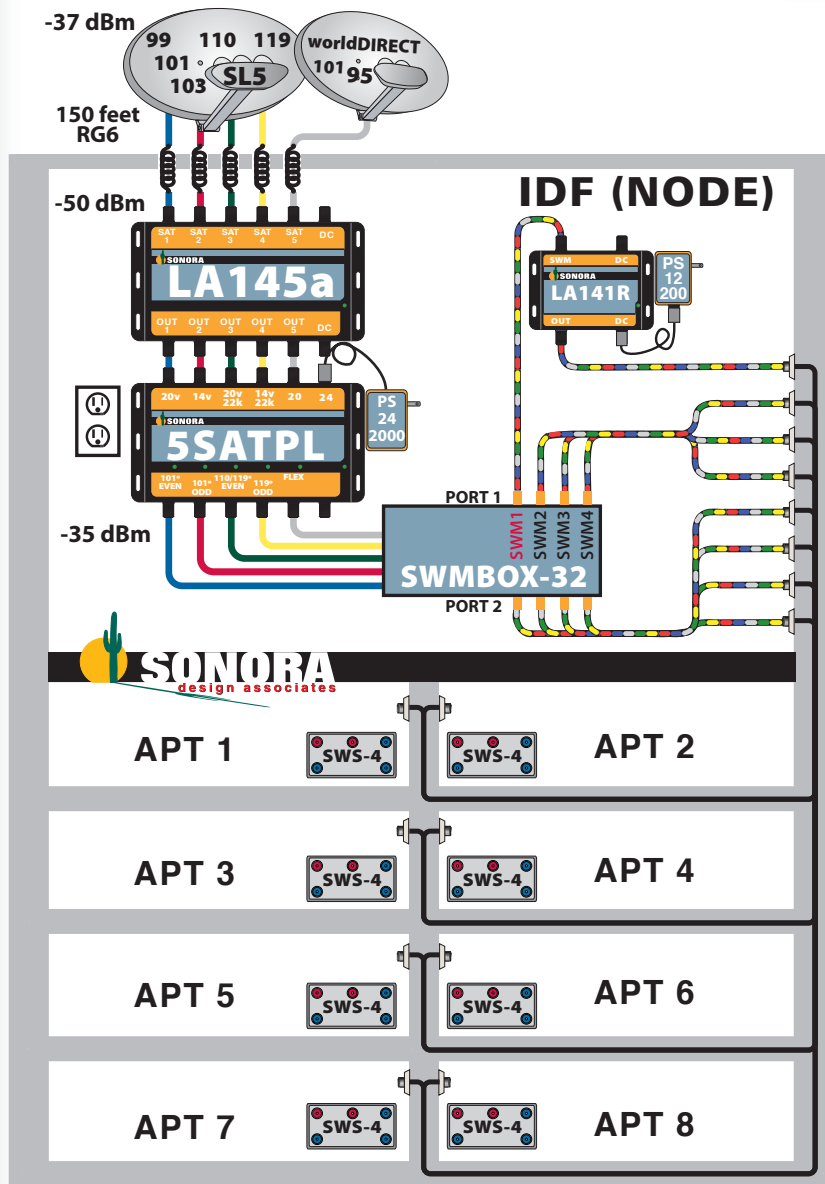 -37 dBm
99 110 119
101
103 SL5
worldDIRECT
101 95
150 feet
RG6
-50 dBm
IDF (NODE)
SAT 1 SAT 2 SAT 3 SAT 4 SAT 5 DC
SONORA
LA145a
OUT 1 OUT 2 OUT 3 OUT 4 OUT 5 DC
SWM DC
SONORA
LA141R
OUT DC
PS
12
200
20v 14v 20v 22k 14v 22k 20 24
SONORA
5SATPL
101° EVEN 101° ODD 110/119° EVEN 119° ODD FLEX
PS
24
2000
-35 dBm
PORT 1
SWM1 SWM2 SWM3 SWM4
SWMBOX-32
PORT 2
SONORA
design associates
APT 1 SWS-4 SWS-4 APT 2
APT 3 SWS-4 SWS-4 APT 4
APT 5 SWS-4 SWS-4 APT 6
APT 7 SWS-4 SWS-4 APT 8